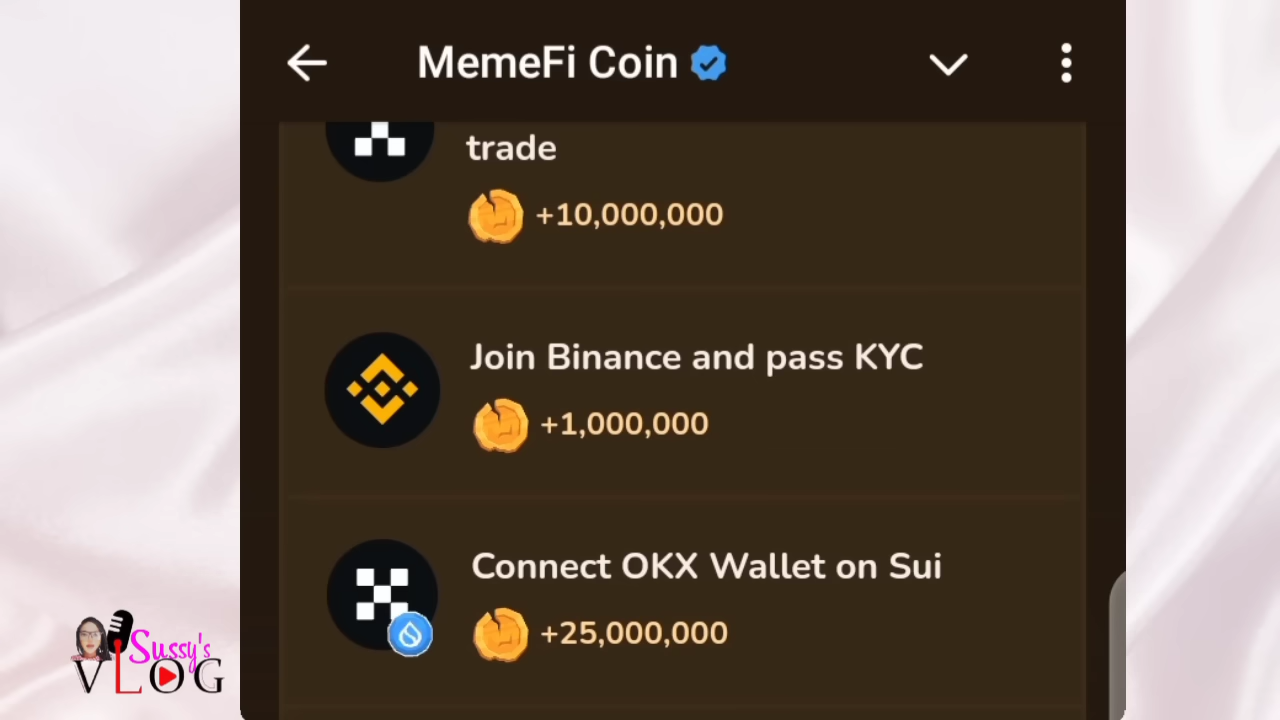 MemeFi Coin
trade
+10,000,000
Join Binance and pass KYC
+1,000,000
Connect OKX Wallet on Sui
+25,000,000
Sussy's
VLOG